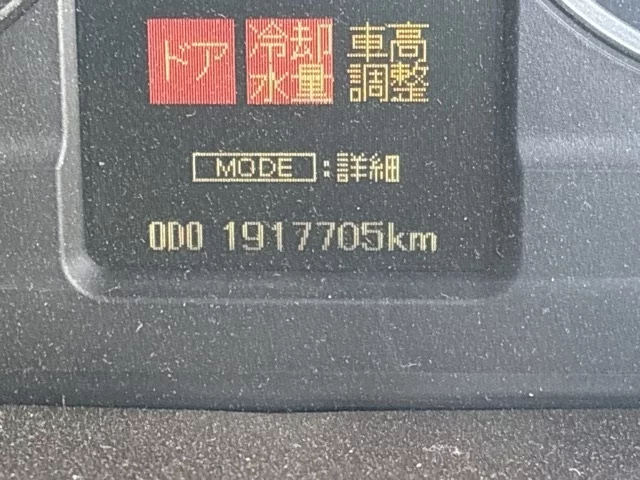 ドア 冷却 車高
水量 調整
MODE :詳細
ODO 1917705km